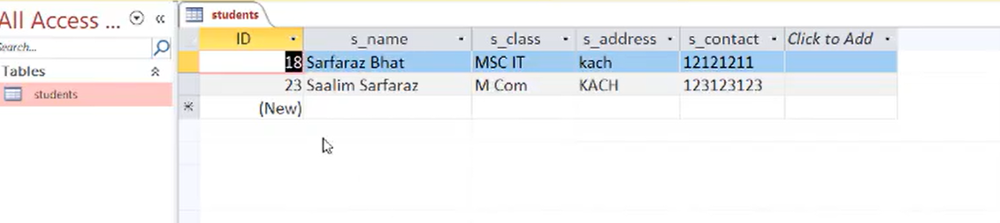 All Access ...
students
Search...
Tables
students
ID s_name s_class s_address s_contact Click to Add
18 Sarfaraz Bhat MSC IT kach 12121211
23 Saalim Sarfaraz M Com KACH 123123123
(New)